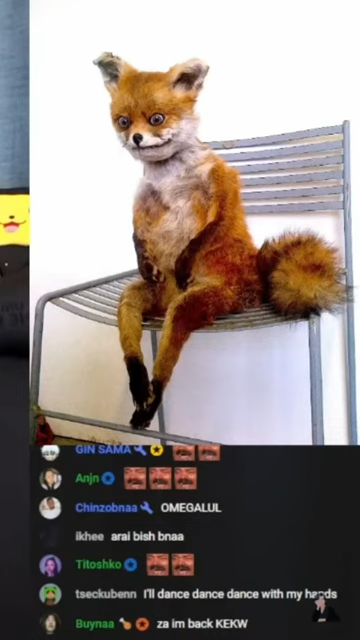 GIN SAMA
Anjn
Chinzobnaa OMEGALUL
ikhee arai bish bnaa
Titoshko
tseckubenn I'll dance dance dance with my hands
Buynaa za im back KEKW